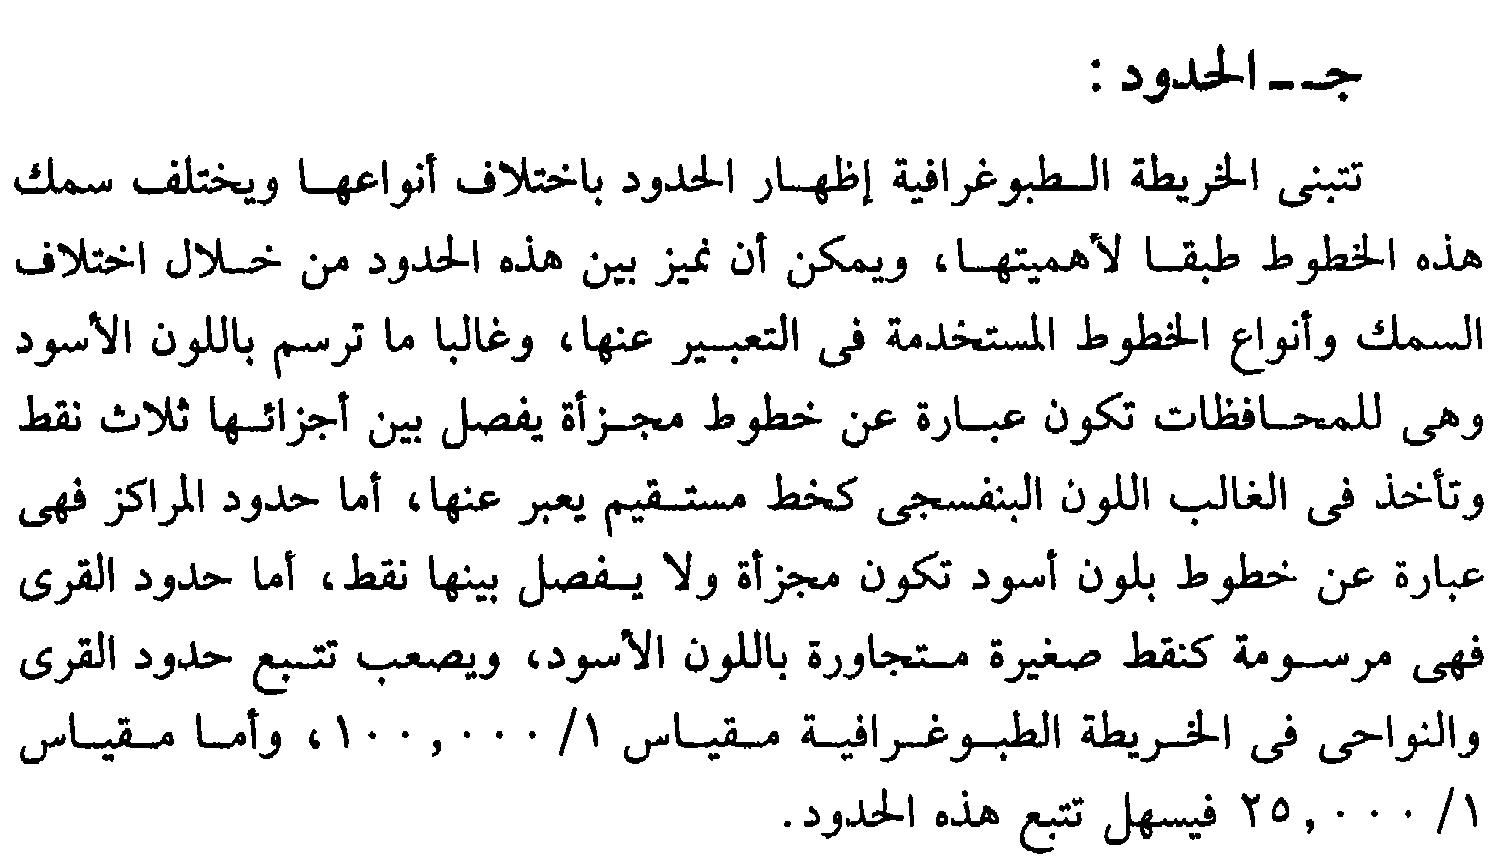 جــ ـ الحدود :
تتبنى الخريطة الطبوغرافية إظهار الحدود باختلاف أنواعها ويختلف سمك
هذه الخطوط طبقا لأهميتها، ويمكن أن نميز بين هذه الحدود من خلال اختلاف
السمك وأنواع الخطوط المستخدمة فى التعبير عنها، وغالبا ما ترسم باللون الأسود
وهى للمحافظات تكون عبارة عن خطوط مجزأة يفصل بين أجزائها ثلاث نقط
وتأخذ فى الغالب اللون البنفسجى كخط مستقيم يعبر عنها، أما حدود المراكز فهى
عبارة عن خطوط بلون أسود تكون مجزأة ولا يفصل بينها نقط، أما حدود القرى
فهى مرسومة كنقط صغيرة متجاورة باللون الأسود، ويصعب تتبع حدود القرى
والنواحى فى الخريطة الطبوغرافية مقياس ١/ ١٠٠,٠٠٠، وأما مقياس
١/ ٢٥,٠٠٠ فيسهل تتبع هذه الحدود.